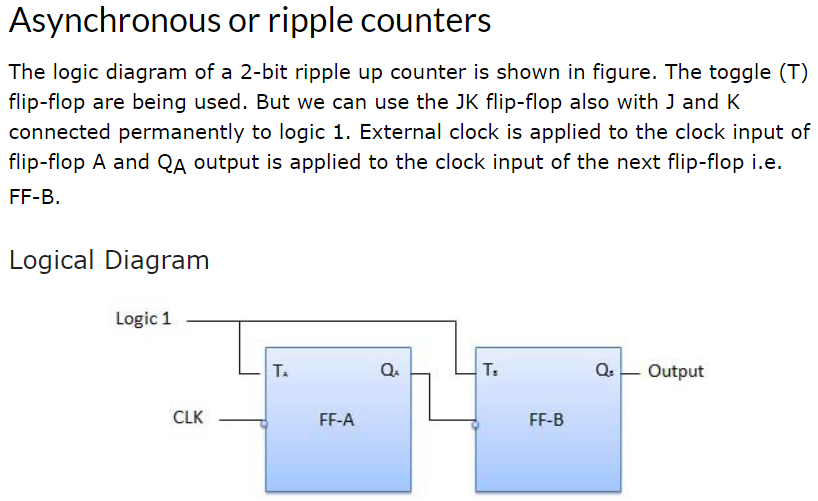 Asynchronous or ripple counters
The logic diagram of a 2-bit ripple up counter is shown in figure. The toggle (T)
flip-flop are being used. But we can use the JK flip-flop also with J and K
connected permanently to logic 1. External clock is applied to the clock input of
flip-flop A and QA output is applied to the clock input of the next flip-flop i.e.
FF-B.
Logical Diagram
Logic 1
TA QA TB QB Output
CLK FF-A FF-B